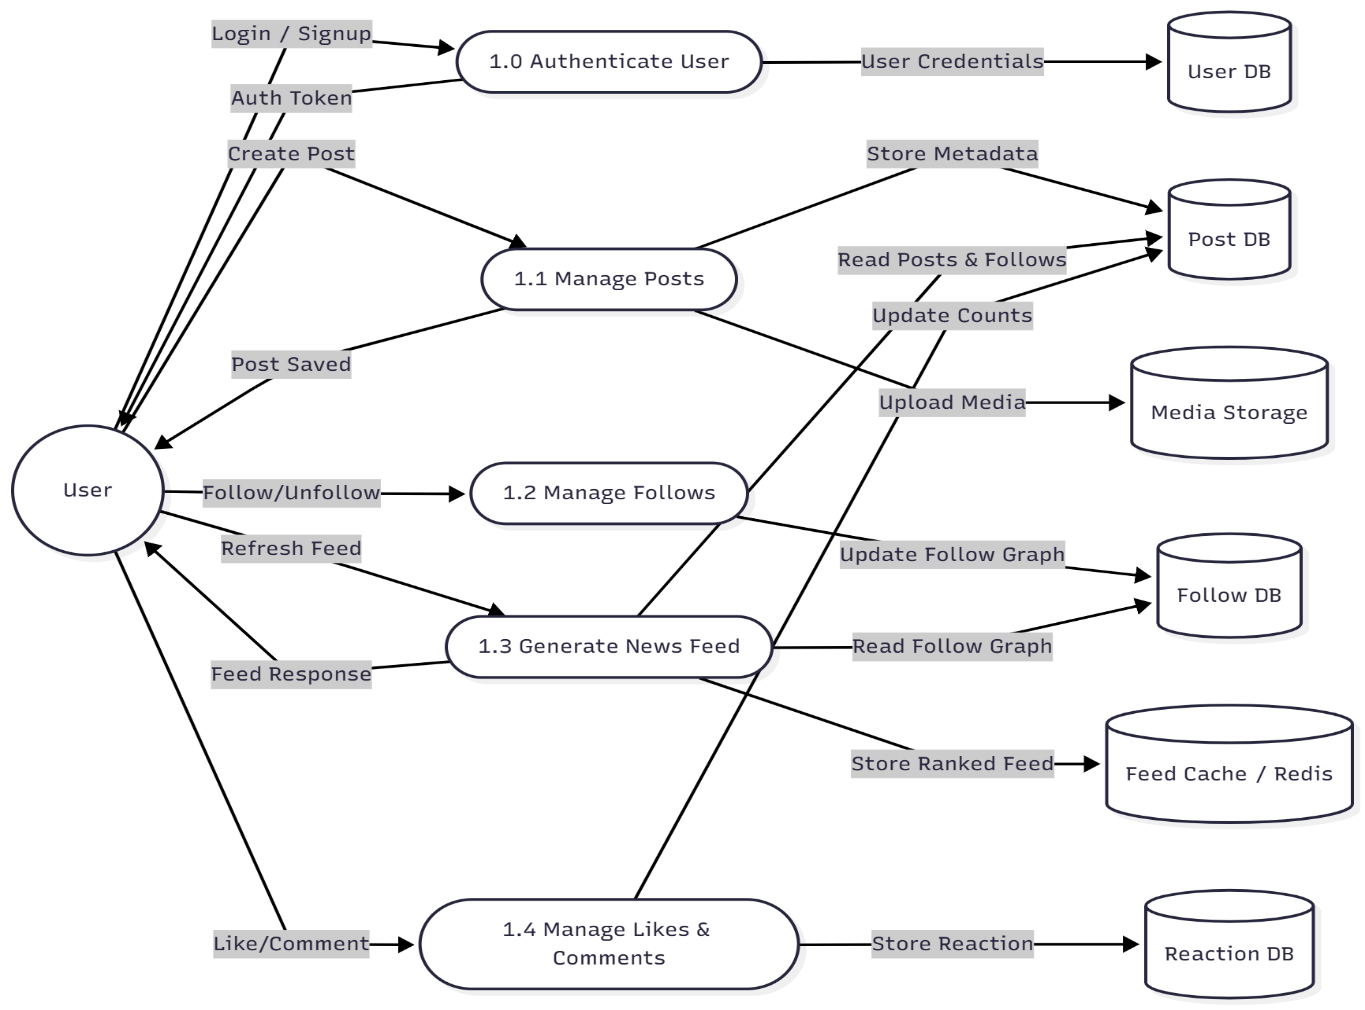 Login / Signup
1.0 Authenticate User
User Credentials
User DB
Auth Token
Create Post
Store Metadata
Post DB
Read Posts & Follows
1.1 Manage Posts
Update Counts
Post Saved
Upload Media
Media Storage
User
Follow/Unfollow
1.2 Manage Follows
Refresh Feed
Update Follow Graph
Follow DB
1.3 Generate News Feed
Read Follow Graph
Feed Response
Store Ranked Feed
Feed Cache / Redis
Like/Comment
1.4 Manage Likes &
Comments
Store Reaction
Reaction DB